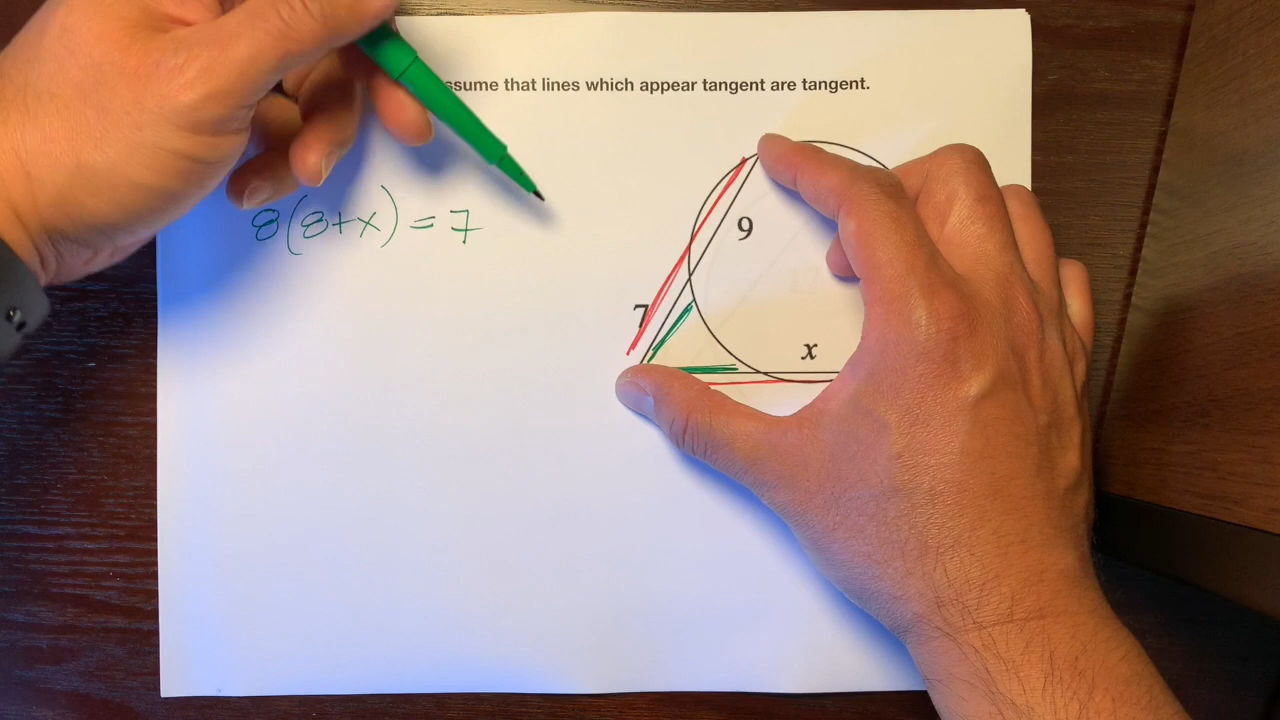 ssume that lines which appear tangent are tangent.
8(8+x) = 7
9
7
x